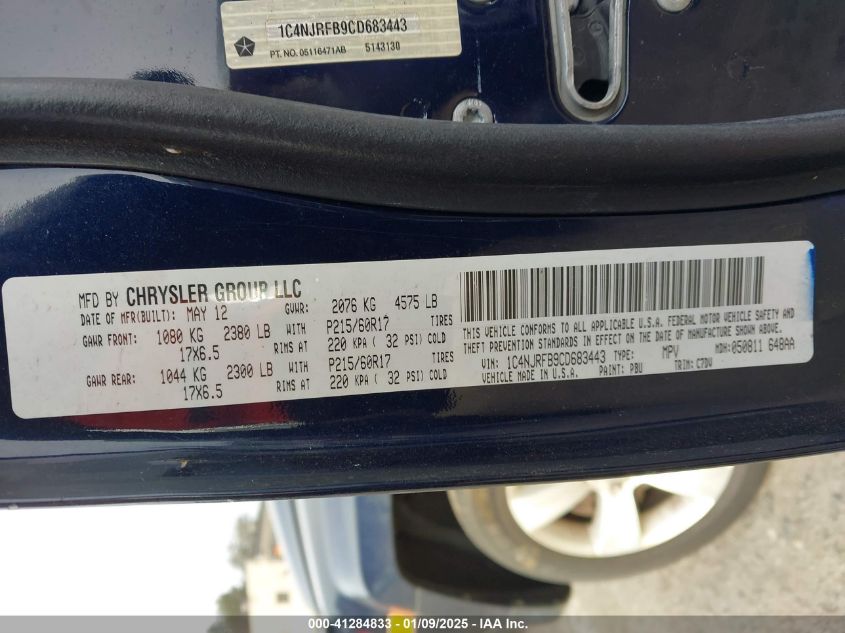 1C4NJRFB9CD683443
PT. NO. 05116471AB 5143130
MFD BY CHRYSLER GROUP LLC
DATE OF MFR(BUILT): MAY 12 GVWR: 2076 KG 4575 LB
GAWR FRONT: 1080 KG 2380 LB WITH P215/60R17 TIRES
17X6.5 RIMS AT 220 KPA ( 32 PSI) COLD
GAWR REAR: 1044 KG 2300 LB WITH P215/60R17 TIRES
17X6.5 RIMS AT 220 KPA ( 32 PSI) COLD
THIS VEHICLE CONFORMS TO ALL APPLICABLE U.S.A. FEDERAL MOTOR VEHICLE SAFETY AND
THEFT PREVENTION STANDARDS IN EFFECT ON THE DATE OF MANUFACTURE SHOWN ABOVE.
VIN: 1C4NJRFB9CD683443 TYPE: MPV MDH: 050811 648AA
VEHICLE MADE IN U.S.A. PAINT: PBU TRIM: C7DV
000-41284833 - 01/09/2025 - IAA Inc.